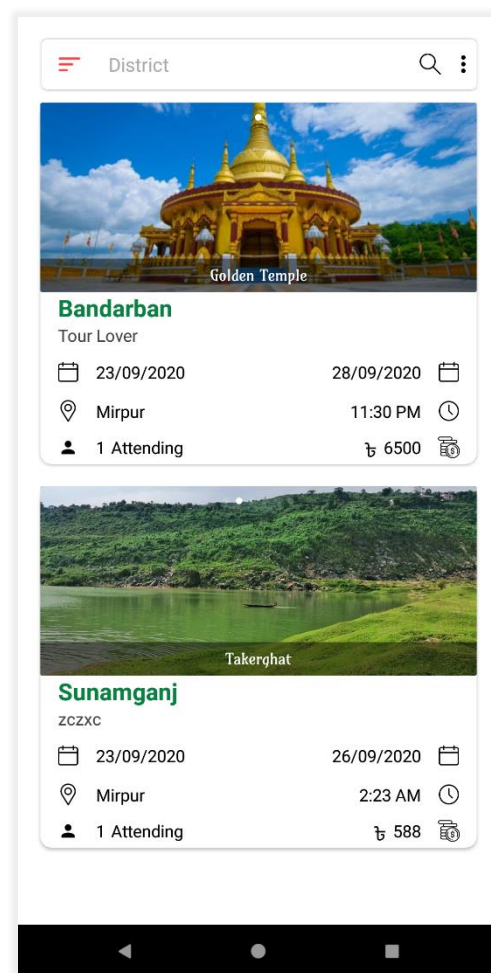 District
Golden Temple
Bandarban
Tour Lover
23/09/2020 28/09/2020
Mirpur 11:30 PM
1 Attending ৳ 6500
Takerghat
Sunamganj
zczxc
23/09/2020 26/09/2020
Mirpur 2:23 AM
1 Attending ৳ 588